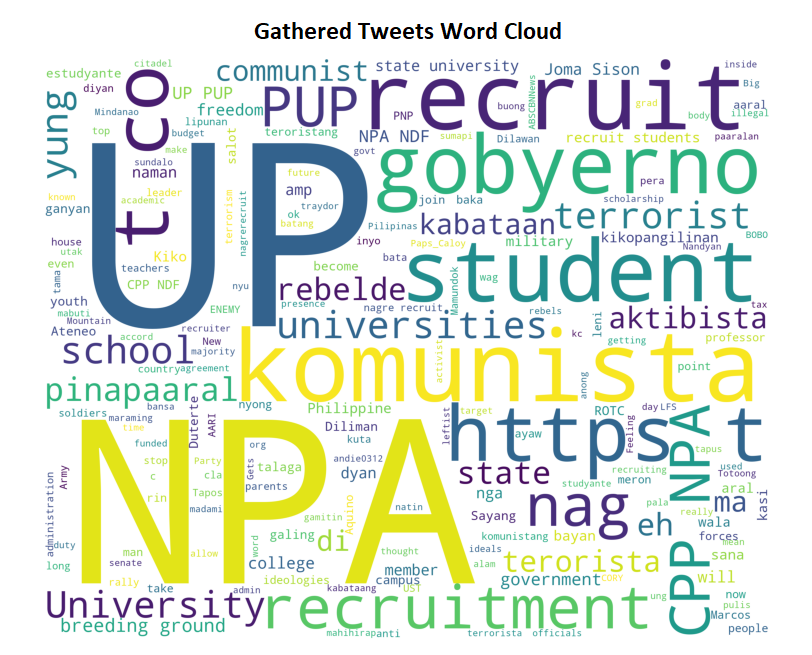 Gathered Tweets Word Cloud
citadel
diyan
estudyante
yung
t co
communist
state university
Joma Sison
inside
Big
UP PUP
freedom
PUP
recruit
ABSCBNNews
grad
body
illegal
aaral
paaralan
Mindanao
lipunan
top
budget
salot
teroristang
NPA NDF
PNP
buong
sumapi
Dilawan
recruit students
make
sundalo
naman
govt
gobyerno
UP
known
academic
leader
terrorism
nagrerecruit
future
amp
ok
batang
traydor
Pilipinas
join
baka
pera
scholarship
ganyan
kabataan
terrorist
house
utak
even
tama
Kiko
inyo
Paps_Caloy
bata
military
kikopangilinan
Nandyan
BOBO
teachers
CPP NDF
become
student
youth
mabuti
ENEMY
nyu
presence
rebelde
nagre recruit
Mamundok
wag
rebels
kc
leni
tax
Ateneo
Mountain
accord
recruiter
New
universities
aktibista
getting
professor
school
majority
country
agreement
komunista
activist
anong
point
pinapaaral
soldiers
maraming
bansa
time
Duterte
AARI
nyong
Philippine
Diliman
target
leftist
https t
ROTC
ayaw
Feeling
day
LFS
CPP NPA
tapus
used
Totoong
NPA
funded
stop
c
rin
Army
Party
cla
Tapos
madami
org
Gets
talaga
parents
kuta
andie0312
dyan
Aquino
state
recruiting
studyante
meron
nga
Sayang
nag
aral
pala
really
ma
kasi
eh
wala
forces
administration
duty
long
man
senate
galing
gamitin
natin
di
word
college
thought
member
komunistang
ideals
bayan
terorista
sana
mean
rally
take
allow
admin
ideologies
campus
UST
alam
government
CORY
will
now
pulis
Marcos
people
University
recruitment
kabataang
ung
breeding ground
mahihirap
anti
terorista
officials